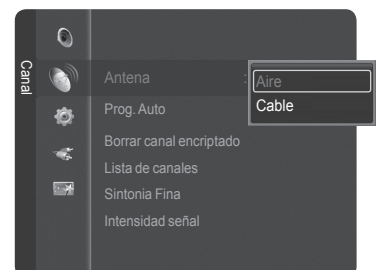 Canal
Antena : Aire
Cable
Prog. Auto
Borrar canal encriptado
Lista de canales
Sintonia Fina
Intensidad señal